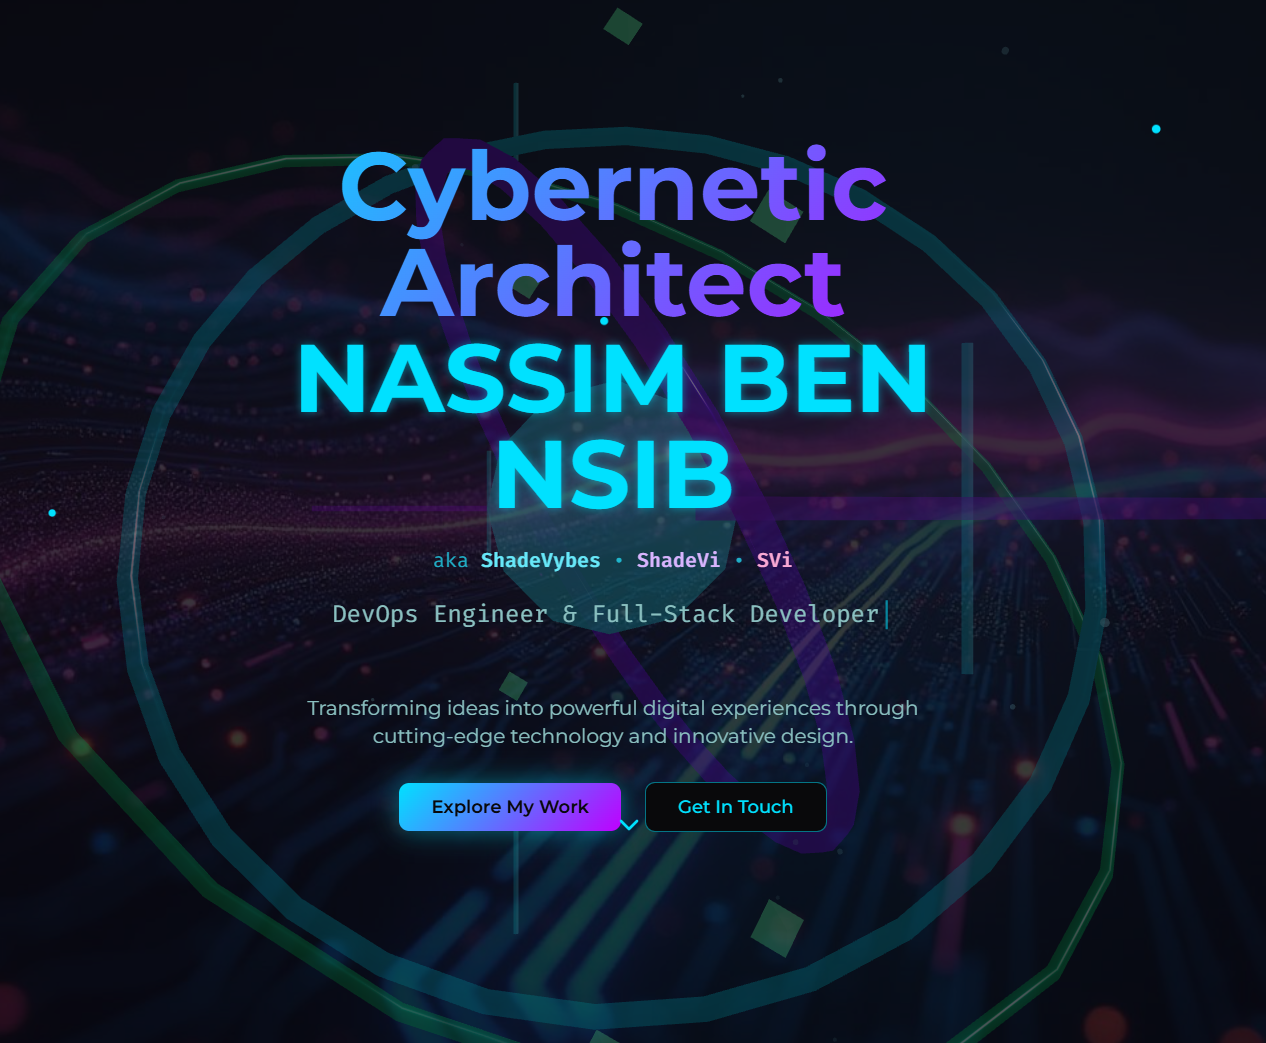 Cybernetic
Architect
NASSIM BEN
NSIB
aka ShadeVybes • ShadeVi • SVi
DevOps Engineer & Full-Stack Developer
Transforming ideas into powerful digital experiences through
cutting-edge technology and innovative design.
Explore My Work
Get In Touch